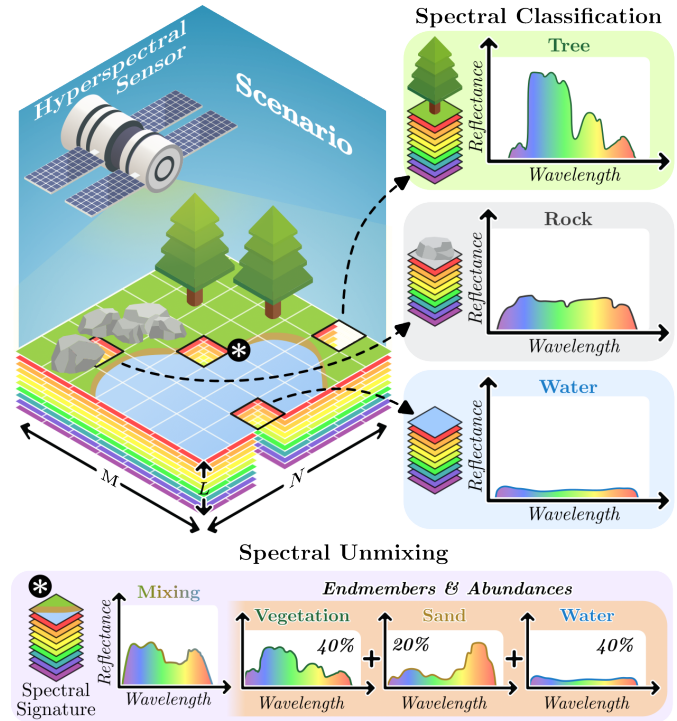 Spectral Classification
Hyperspectral
Sensor
Scenario
Tree
Reflectance
Wavelength
Rock
Reflectance
Wavelength
Water
Reflectance
Wavelength
*
M
L
N
Spectral Unmixing
*
Spectral
Signature
Mixing
Reflectance
Wavelength
Endmembers & Abundances
Vegetation
40%
Reflectance
Wavelength
+
Sand
20%
Wavelength
+
Water
40%
Wavelength